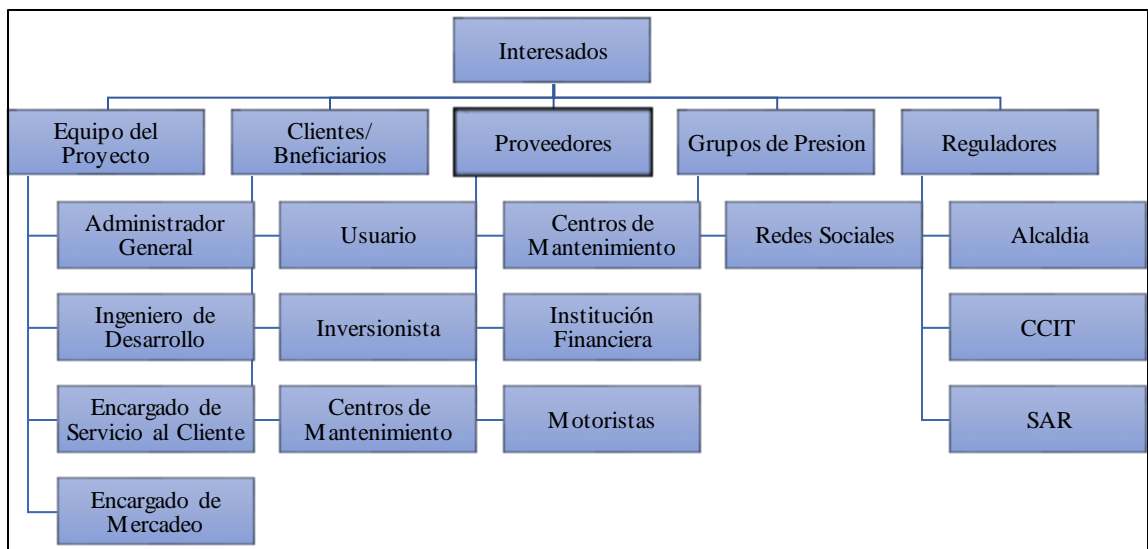 Interesados
Equipo del
Proyecto
Clientes/
Bneficiarios
Proveedores
Grupos de Presion
Reguladores
Administrador
General
Usuario
Centros de
Mantenimiento
Redes Sociales
Alcaldia
Ingeniero de
Desarrollo
Inversionista
Institución
Financiera
CCIT
Encargado de
Servicio al Cliente
Centros de
Mantenimiento
Motoristas
SAR
Encargado de
Mercadeo